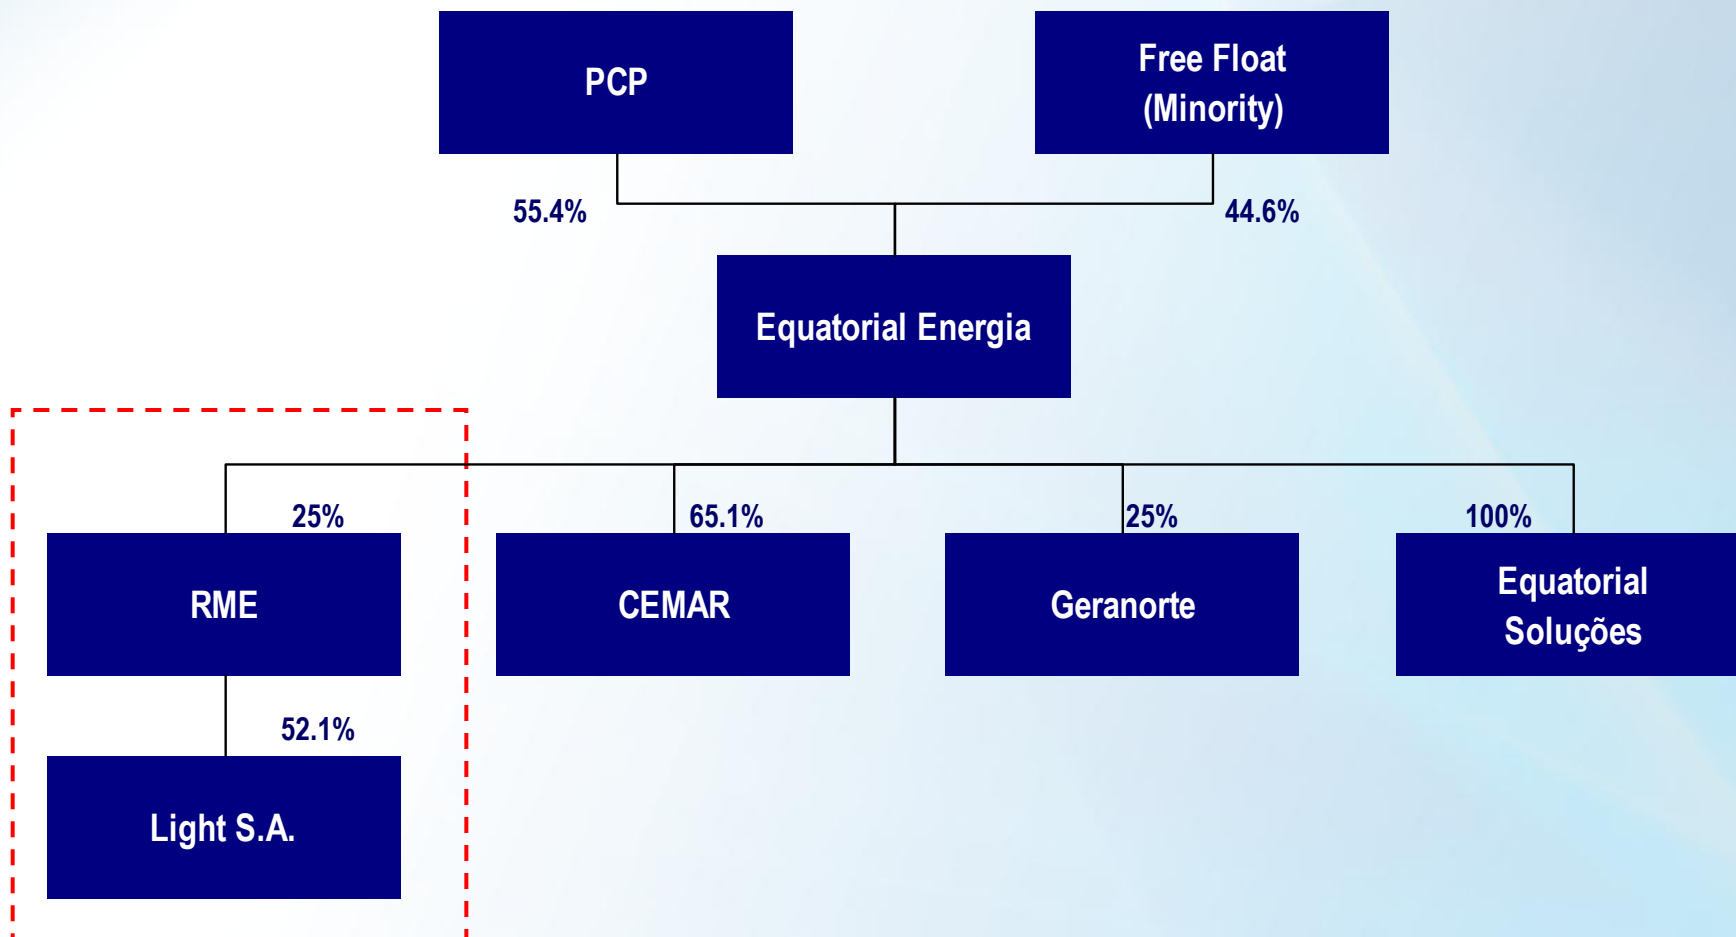 PCP
Free Float
(Minority)
55.4%
44.6%
Equatorial Energia
25%
65.1%
25%
100%
RME
CEMAR
Geranorte
Equatorial
Soluções
52.1%
Light S.A.